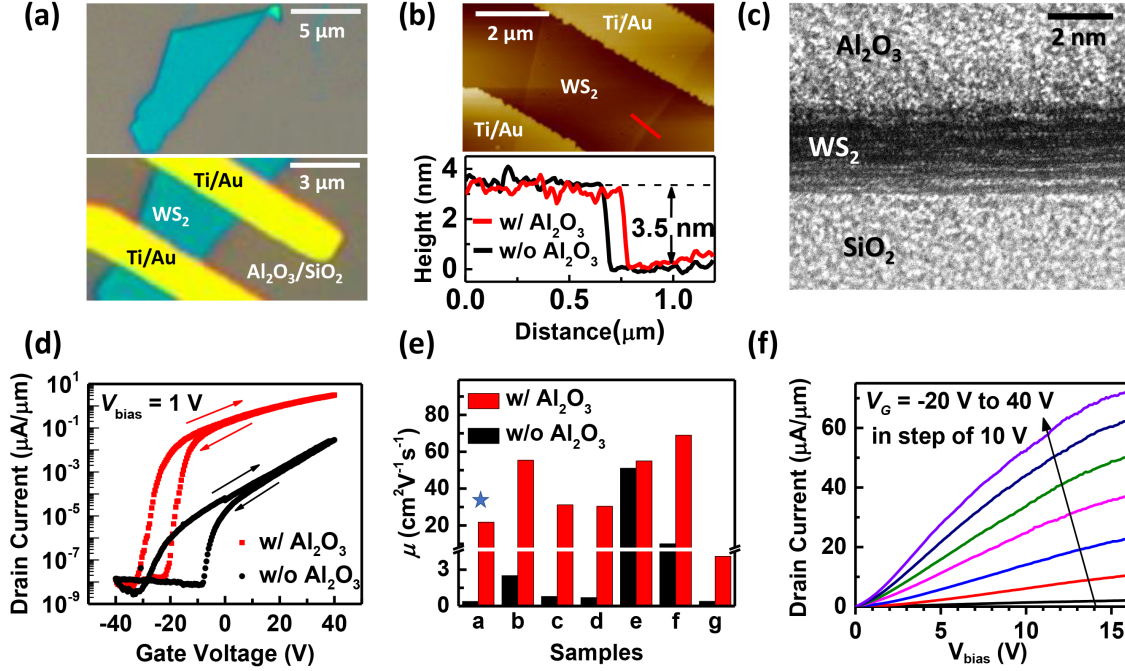 (a)
5 μm
Ti/Au
3 μm
WS₂
Ti/Au
Al₂O₃/SiO₂
(b)
2 μm
Ti/Au
WS₂
Ti/Au
Height (nm)
4
2
0
w/ Al₂O₃
w/o Al₂O₃
3.5 nm
0.0 0.5 1.0
Distance(μm)
(c)
2 nm
Al₂O₃
WS₂
SiO₂
(d)
Drain Current (μA/μm)
10¹
10⁻¹
10⁻³
10⁻⁵
10⁻⁷
10⁻⁹
V_bias = 1 V
w/ Al₂O₃
w/o Al₂O₃
-40 -20 0 20 40
Gate Voltage (V)
(e)
μ (cm²V⁻¹s⁻¹)
80
60
40
20
3
0
w/ Al₂O₃
w/o Al₂O₃
a b c d e f g
Samples
(f)
Drain Current (μA/μm)
60
40
20
0
V_G = -20 V to 40 V
in step of 10 V
0 5 10 15
V_bias (V)